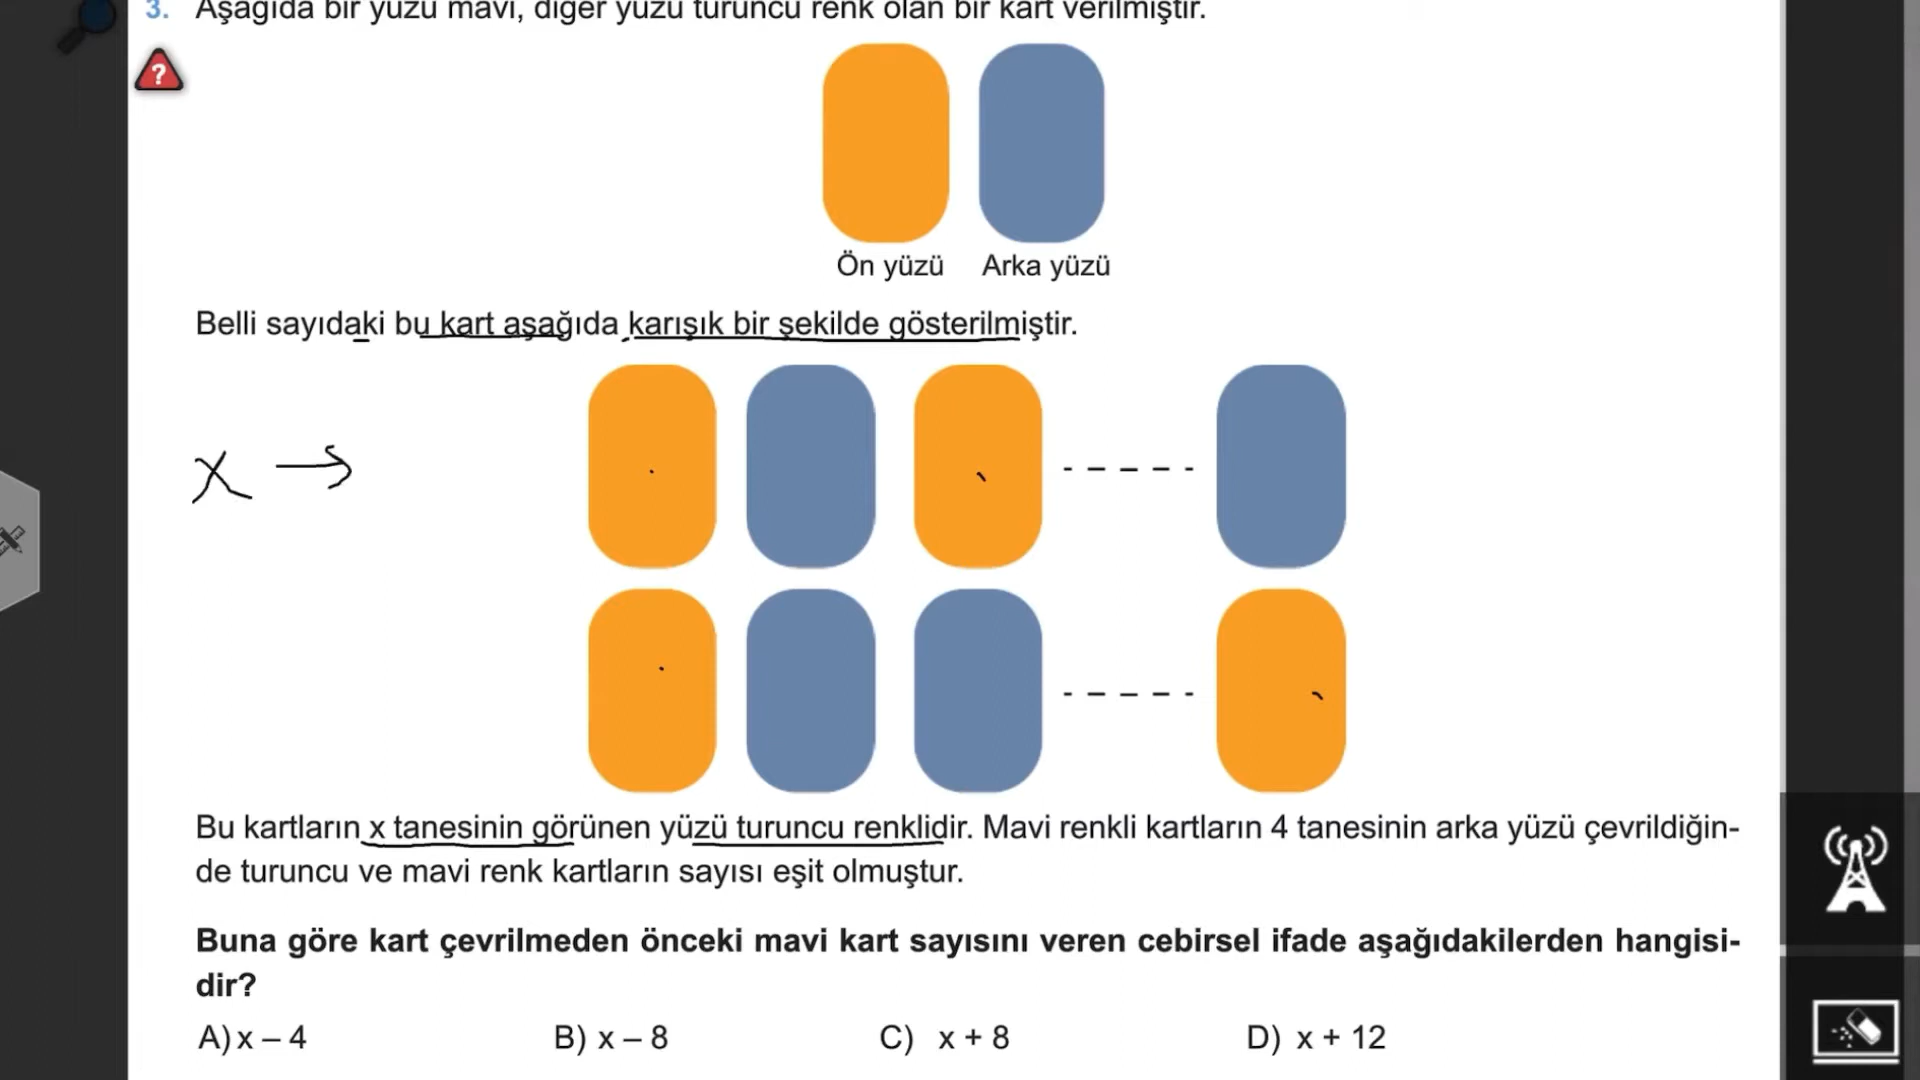 3. Aşağıda bir yüzü mavi, diğer yüzü turuncu renk olan bir kart verilmiştir.
?
Ön yüzü Arka yüzü
Belli sayıdaki bu kart aşağıda karışık bir şekilde gösterilmiştir.
x →
Bu kartların x tanesinin görünen yüzü turuncu renklidir. Mavi renkli kartların 4 tanesinin arka yüzü çevrildiğin-
de turuncu ve mavi renk kartların sayısı eşit olmuştur.
Buna göre kart çevrilmeden önceki mavi kart sayısını veren cebirsel ifade aşağıdakilerden hangisi-
dir?
A) x – 4 B) x – 8 C) x + 8 D) x + 12